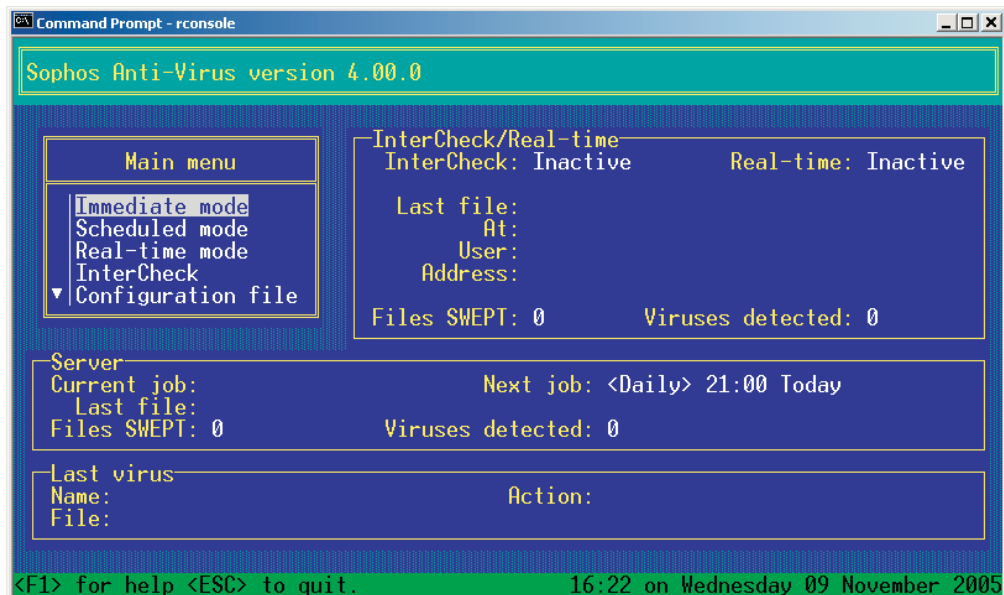 Command Prompt - rconsole
Sophos Anti-Virus version 4.00.0
Main menu
Immediate mode
Scheduled mode
Real-time mode
InterCheck
Configuration file
InterCheck/Real-time
InterCheck: Inactive Real-time: Inactive
Last file:
At:
User:
Address:
Files SWEPT: 0 Viruses detected: 0
Server
Current job: Next job: <Daily> 21:00 Today
Last file:
Files SWEPT: 0 Viruses detected: 0
Last virus
Name: Action:
File:
<F1> for help <ESC> to quit. 16:22 on Wednesday 09 November 2005